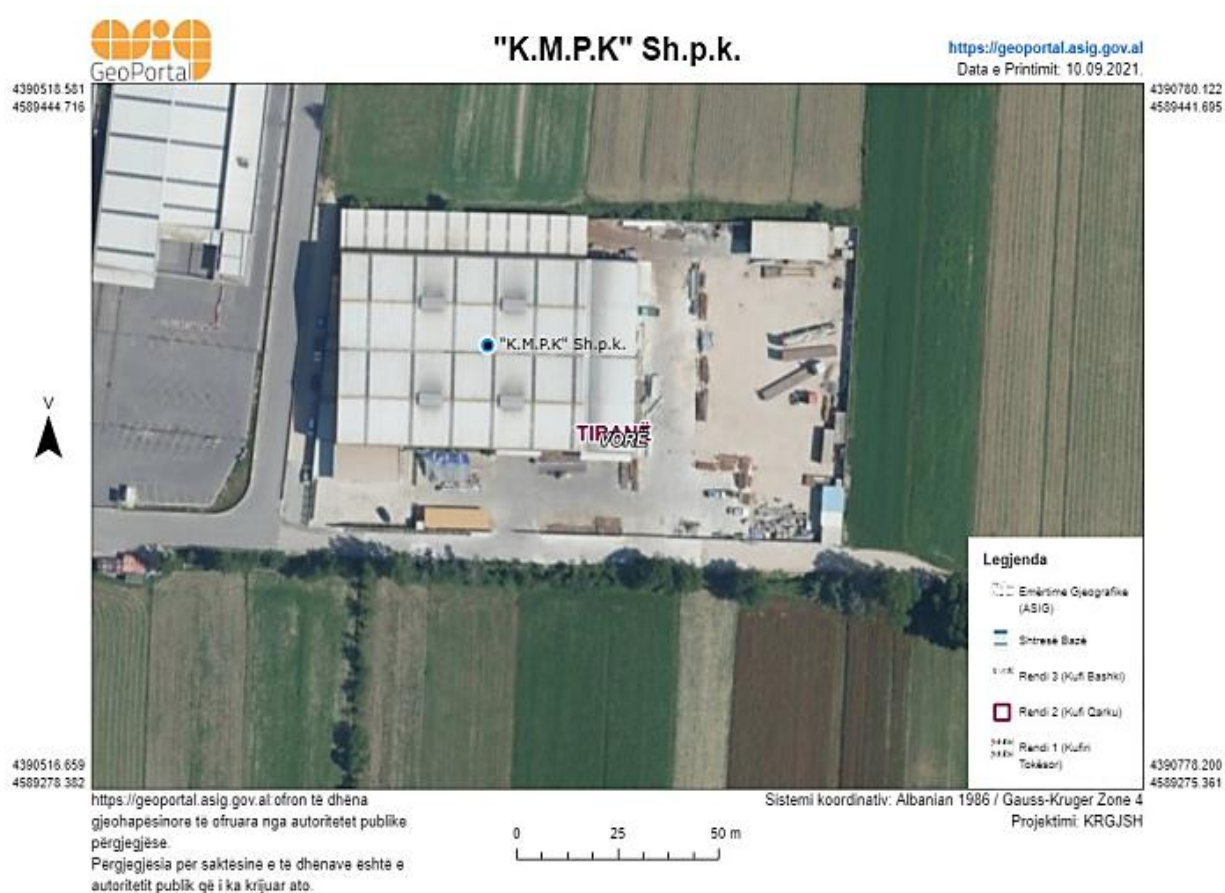 asig
GeoPortal
"K.M.P.K" Sh.p.k.
https://geoportal.asig.gov.al
Data e Printimit: 10.09.2021.
4390518.581
4589444.716
4390780.122
4589441.695
"K.M.P.K" Sh.p.k.
TIRANË
VORË
V
Legjenda
Emërtime Gjeografike
(ASIG)
Shtresë Bazë
Rendi 3 (Kufi Bashki)
Rendi 2 (Kufi Qarku)
Rendi 1 (Kufiri
Tokësor)
4390516.659
4589278.382
4390778.200
4589275.361
https://geoportal.asig.gov.al ofron të dhëna
gjeohapësinore të ofruara nga autoritetet publike
përgjegjëse.
Pergjegjësia per saktësinë e të dhënave është e
autoritetit publik që i ka krijuar ato.
0 25 50 m
Sistemi koordinativ: Albanian 1986 / Gauss-Kruger Zone 4
Projektimi: KRGJSH